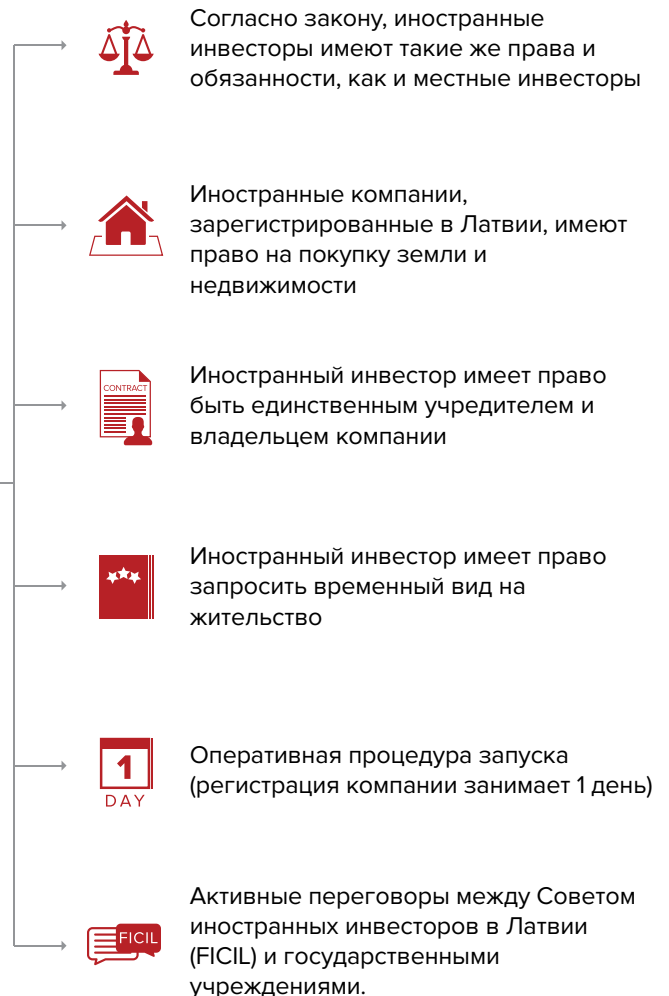 Согласно закону, иностранные
инвесторы имеют такие же права и
обязанности, как и местные инвесторы
Иностранные компании,
зарегистрированные в Латвии, имеют
право на покупку земли и
недвижимости
CONTRACT
Иностранный инвестор имеет право
быть единственным учредителем и
владельцем компании
Иностранный инвестор имеет право
запросить временный вид на
жительство
1
DAY
Оперативная процедура запуска
(регистрация компании занимает 1 день)
FICIL
Активные переговоры между Советом
иностранных инвесторов в Латвии
(FICIL) и государственными
учреждениями.